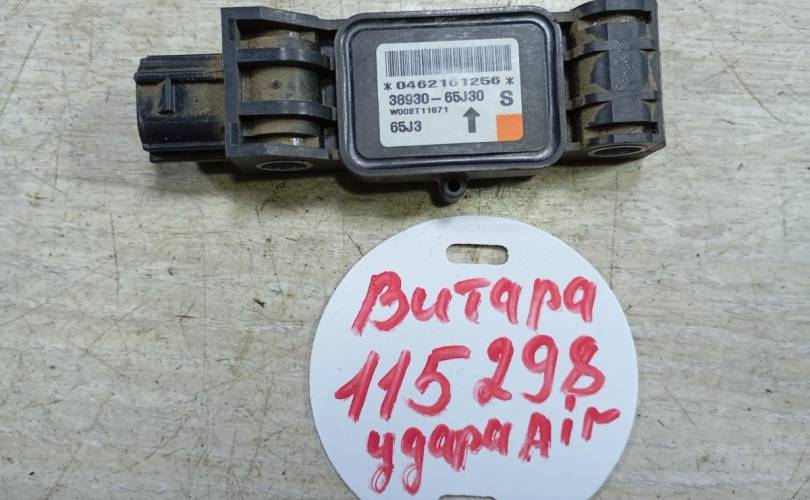 *0462161256*
38930-65J30 S
W002T11671
65J3
Витара
115298
удара Air